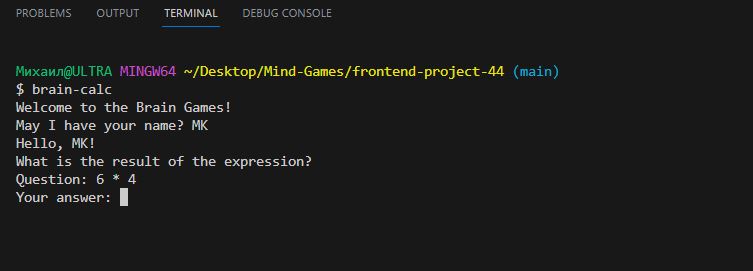 PROBLEMS OUTPUT TERMINAL DEBUG CONSOLE
Михаил@ULTRA MINGW64 ~/Desktop/Mind-Games/frontend-project-44 (main)
$ brain-calc
Welcome to the Brain Games!
May I have your name? MK
Hello, MK!
What is the result of the expression?
Question: 6 * 4
Your answer: